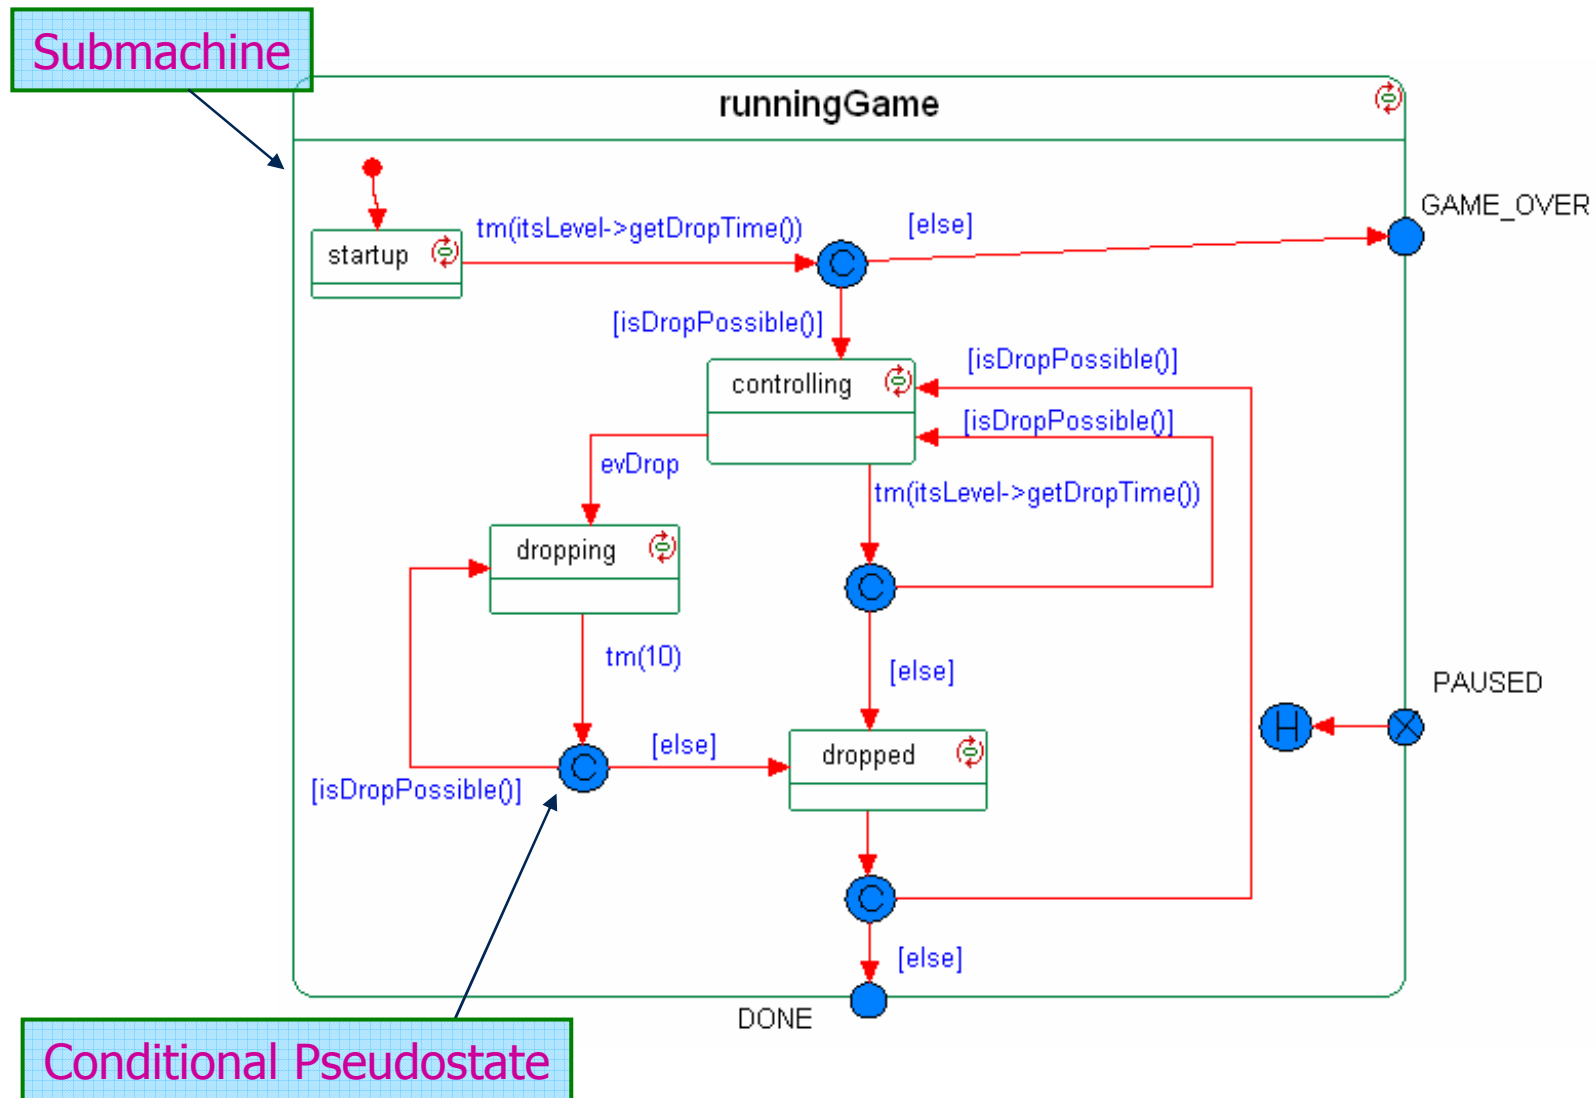 Submachine
runningGame
GAME_OVER
tm(itsLevel->getDropTime())
[else]
startup
C
[isDropPossible()]
[isDropPossible()]
controlling
[isDropPossible()]
evDrop
tm(itsLevel->getDropTime())
dropping
C
tm(10)
[else]
PAUSED
H
[else]
dropped
C
[isDropPossible()]
C
[else]
DONE
Conditional Pseudostate